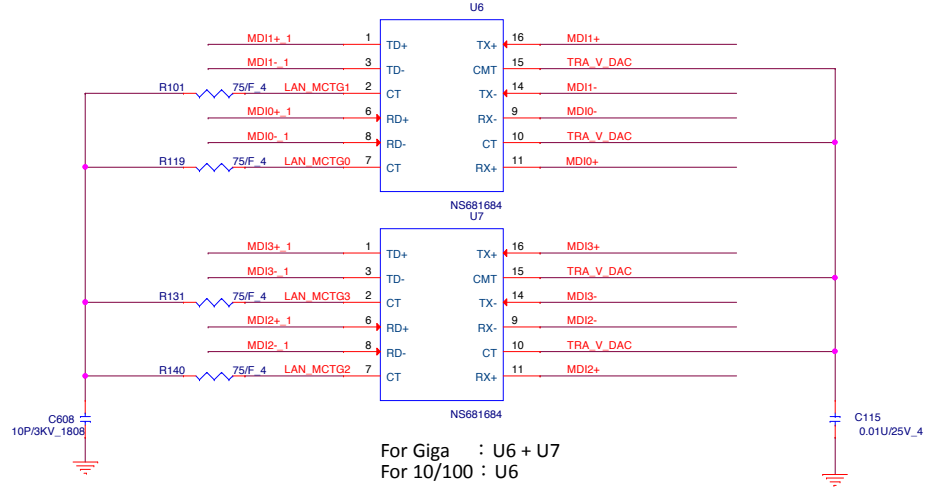 U6
MDI1+_1 1 TD+ TX+ 16 MDI1+
MDI1-_1 3 TD- CMT 15 TRA_V_DAC
R101 75/F_4 LAN_MCTG1 2 CT TX- 14 MDI1-
MDI0+_1 6 RD+ RX- 9 MDI0-
MDI0-_1 8 RD- CT 10 TRA_V_DAC
R119 75/F_4 LAN_MCTG0 7 CT RX+ 11 MDI0+
NS681684
U7
MDI3+_1 1 TD+ TX+ 16 MDI3+
MDI3-_1 3 TD- CMT 15 TRA_V_DAC
R131 75/F_4 LAN_MCTG3 2 CT TX- 14 MDI3-
MDI2+_1 6 RD+ RX- 9 MDI2-
MDI2-_1 8 RD- CT 10 TRA_V_DAC
R140 75/F_4 LAN_MCTG2 7 CT RX+ 11 MDI2+
NS681684
C608
10P/3KV_1808
C115
0.01U/25V_4
For Giga : U6 + U7
For 10/100 : U6